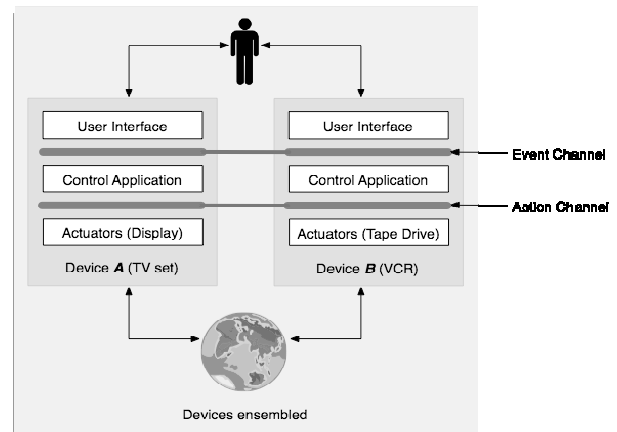 User Interface
User Interface
Event Channel
Control Application
Control Application
Action Channel
Actuators (Display)
Actuators (Tape Drive)
Device A (TV set)
Device B (VCR)
Devices ensembled